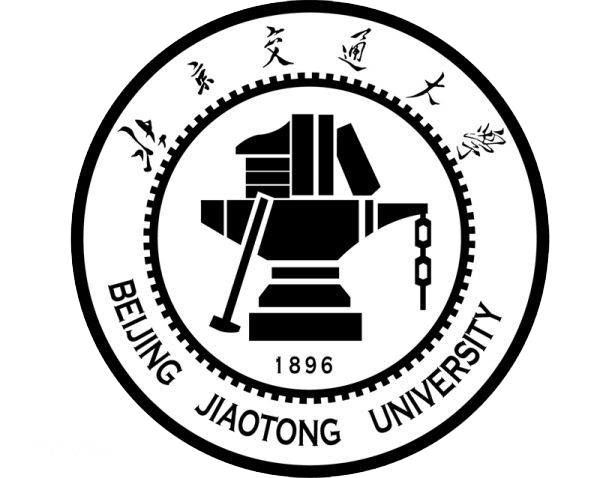 北京交通大学
1896
BEIJING JIAOTONG UNIVERSITY